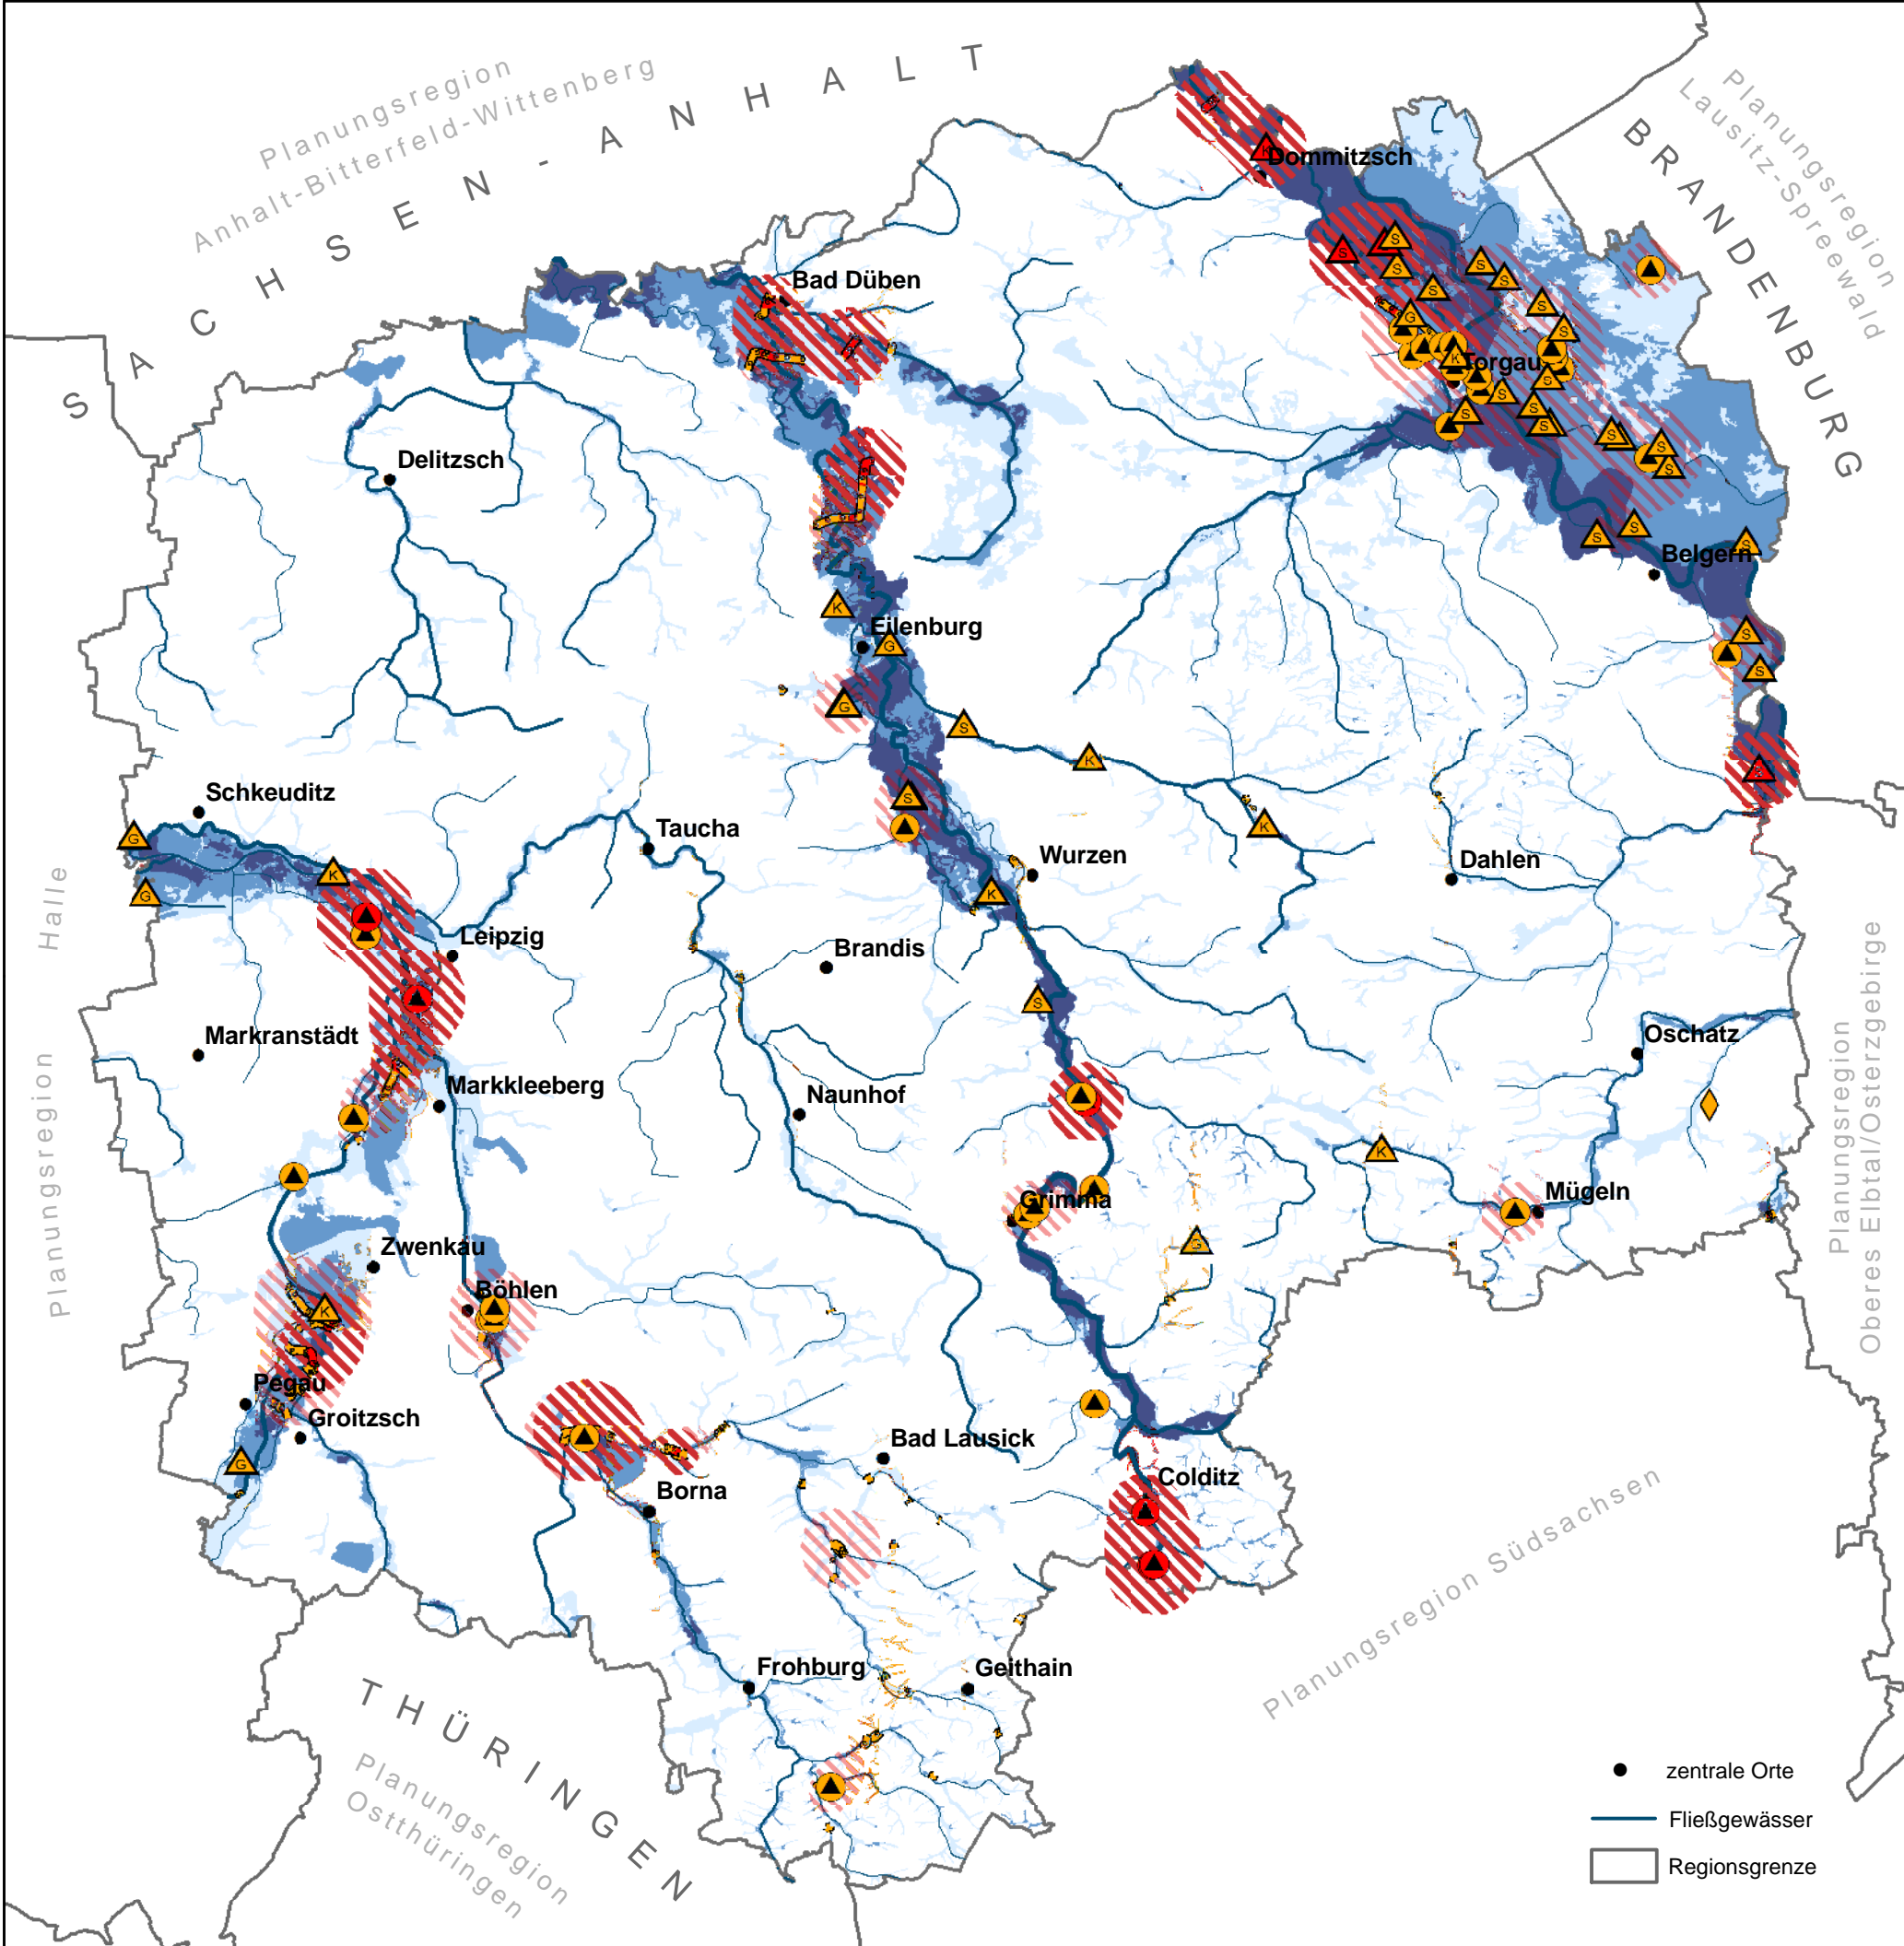 Planungsregion
Anhalt-Bitterfeld-Wittenberg
SACHSEN-ANHALT
Planungsregion
Lausitz-Spreewald
BRANDENBURG
Dommitzsch
Bad Düben
Torgau
Delitzsch
Belgern
Eilenburg
Schkeuditz
Taucha
Wurzen
Dahlen
Leipzig
Brandis
Markranstädt
Oschatz
Markkleeberg
Naunhof
Planungsregion Halle
Planungsregion
Oberes Elbtal/Osterzgebirge
Grimma
Mügeln
Zwenkau
Böhlen
Pegau
Groitzsch
Bad Lausick
Colditz
Borna
Planungsregion Südsachsen
Frohburg
Geithain
THÜRINGEN
Planungsregion
Ostthüringen
zentrale Orte
Fließgewässer
Regionsgrenze